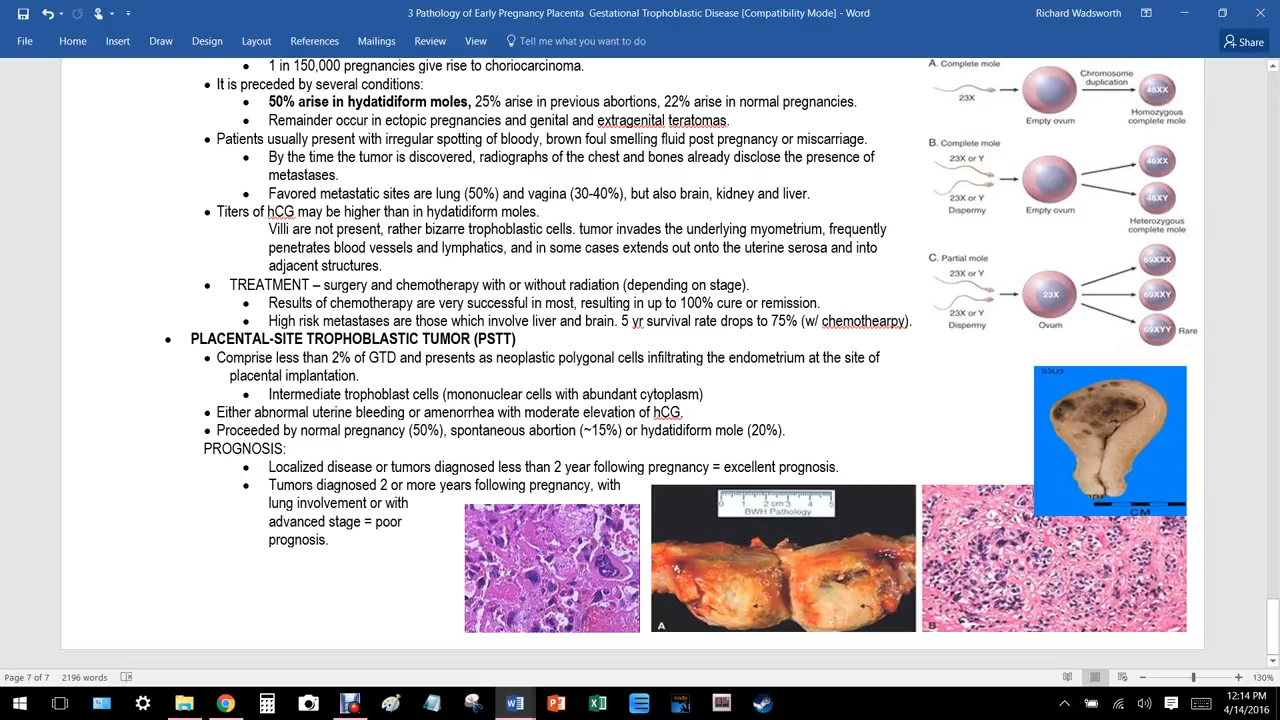 3 Pathology of Early Pregnancy Placenta Gestational Trophoblastic Disease [Compatibility Mode] - Word
Richard Wadsworth
File Home Insert Draw Design Layout References Mailings Review View Tell me what you want to do Share
1 in 150,000 pregnancies give rise to choriocarcinoma.
It is preceded by several conditions:
50% arise in hydatidiform moles, 25% arise in previous abortions, 22% arise in normal pregnancies.
Remainder occur in ectopic pregnancies and genital and extragenital teratomas.
Patients usually present with irregular spotting of bloody, brown foul smelling fluid post pregnancy or miscarriage.
By the time the tumor is discovered, radiographs of the chest and bones already disclose the presence of
metastases.
Favored metastatic sites are lung (50%) and vagina (30-40%), but also brain, kidney and liver.
Titers of hCG may be higher than in hydatidiform moles.
Villi are not present, rather only trophoblastic cells. tumor invades the underlying myometrium, frequently
penetrates blood vessels and lymphatics, and in some cases extends out onto the uterine serosa and into
adjacent structures.
TREATMENT – surgery and chemotherapy with or without radiation (depending on stage).
Results of chemotherapy are very successful in most, resulting in up to 100% cure or remission.
High risk metastases are those which involve liver and brain. 5 yr survival rate drops to 75% (w/ chemothearpy).
PLACENTAL-SITE TROPHOBLASTIC TUMOR (PSTT)
Comprise less than 2% of GTD and presents as neoplastic polygonal cells infiltrating the endometrium at the site of
placental implantation.
Intermediate trophoblast cells (mononuclear cells with abundant cytoplasm)
Either abnormal uterine bleeding or amenorrhea with moderate elevation of hCG.
Proceeded by normal pregnancy (50%), spontaneous abortion (~15%) or hydatidiform mole (20%).
PROGNOSIS:
Localized disease or tumors diagnosed less than 2 year following pregnancy = excellent prognosis.
Tumors diagnosed 2 or more years following pregnancy, with
lung involvement or with
advanced stage = poor
prognosis.
A. Complete mole
Chromosome
duplication
23X
46XX
Empty ovum
Homozygous
complete mole
B. Complete mole
23X or Y
46XX
23X or Y
46XY
Dispermy
Empty ovum
Heterozygous
complete mole
C. Partial mole
69XXX
23X or Y
23X
69XXY
23X or Y
Dispermy
Ovum
69XYY Rare
CM
0 1 2 cm 3 4 5
BWH Pathology
A
B
Page 7 of 7 2196 words
130%
12:14 PM
4/14/2016